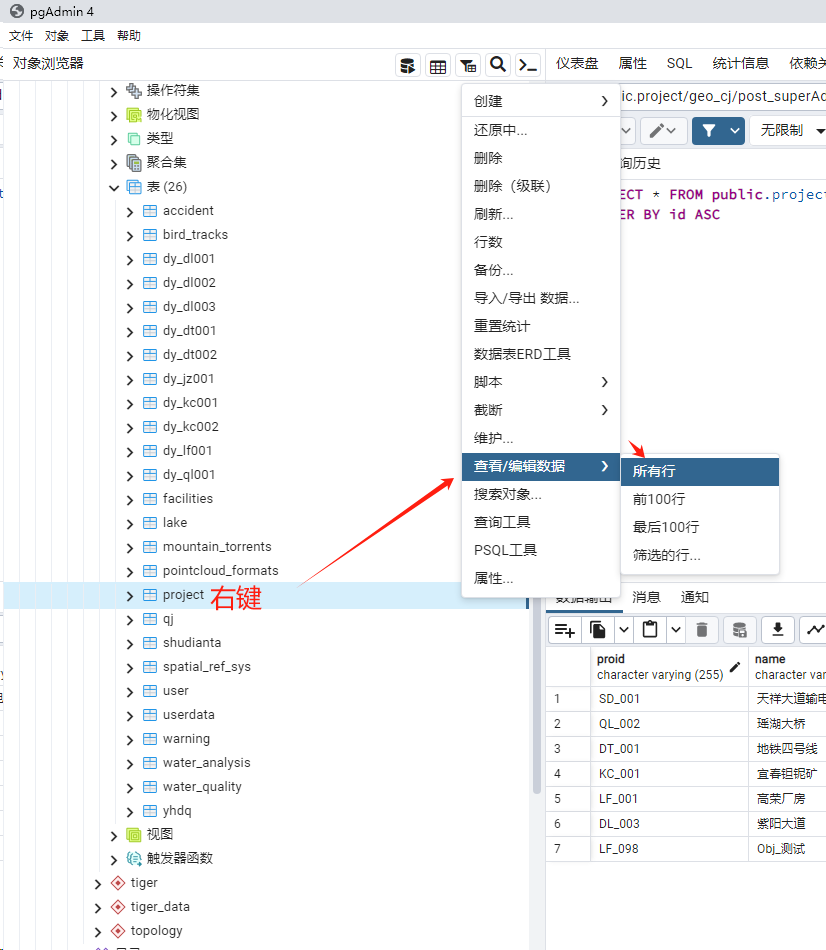 pgAdmin 4
文件 对象 工具 帮助
对象浏览器
仪表盘 属性 SQL 统计信息 依赖关
操作符集
物化视图
类型
聚合集
表 (26)
accident
bird_tracks
dy_dl001
dy_dl002
dy_dl003
dy_dt001
dy_dt002
dy_jz001
dy_kc001
dy_kc002
dy_lf001
dy_ql001
facilities
lake
mountain_torrents
pointcloud_formats
project
右键
qj
shudianta
spatial_ref_sys
user
userdata
warning
water_analysis
water_quality
yhdq
视图
触发器函数
tiger
tiger_data
topology
创建
还原中...
删除
删除（级联）
刷新...
行数
备份...
导入/导出 数据...
重置统计
数据表ERD工具
脚本
截断
维护...
查看/编辑数据
搜索对象...
查询工具
PSQL工具
属性...
所有行
前100行
最后100行
筛选的行...
ic.project/geo_cj/post_superAd
无限制
询历史
ECT * FROM public.project
ER BY id ASC
数据输出 消息 通知
proid name
character varying (255) character var
1 SD_001 天祥大道输电
2 QL_002 瑶湖大桥
3 DT_001 地铁四号线
4 KC_001 宜春钽铌矿
5 LF_001 高荣厂房
6 DL_003 紫阳大道
7 LF_098 Obj_测试